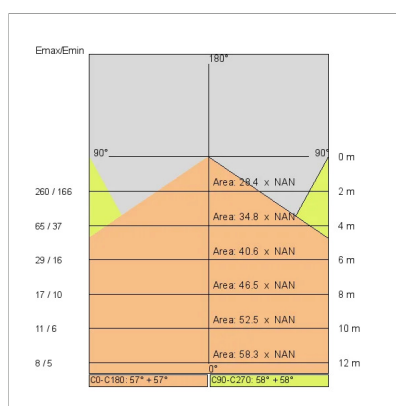 Emax/Emin
180°
90° 90° 0 m
260 / 166 Area: 28.4 x NAN 2 m
65 / 37 Area: 34.8 x NAN 4 m
29 / 16 Area: 40.6 x NAN 6 m
17 / 10 Area: 46.5 x NAN 8 m
11 / 6 Area: 52.5 x NAN 10 m
8 / 5 Area: 58.3 x NAN 12 m
0°
C0-C180: 57° + 57° C90-C270: 58° + 58°